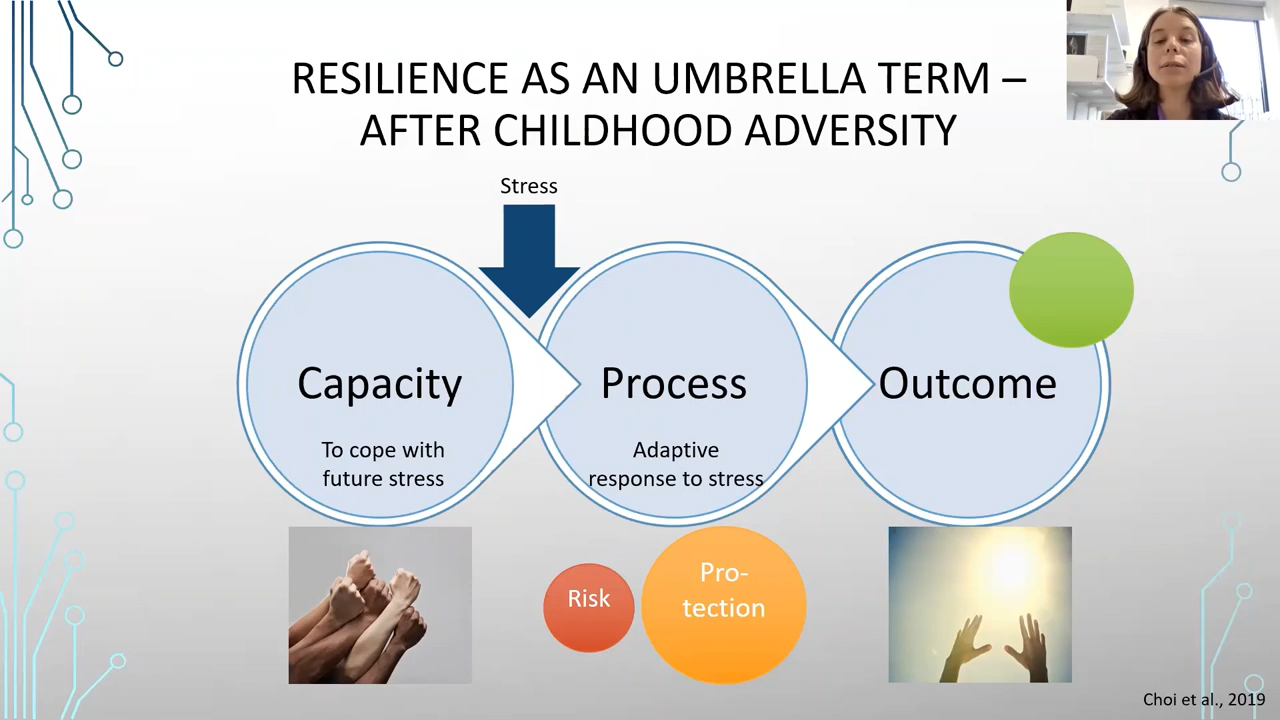 RESILIENCE AS AN UMBRELLA TERM –
AFTER CHILDHOOD ADVERSITY
Stress
Capacity
To cope with
future stress
Process
Adaptive
response to stress
Outcome
Risk
Pro-
tection
Choi et al., 2019